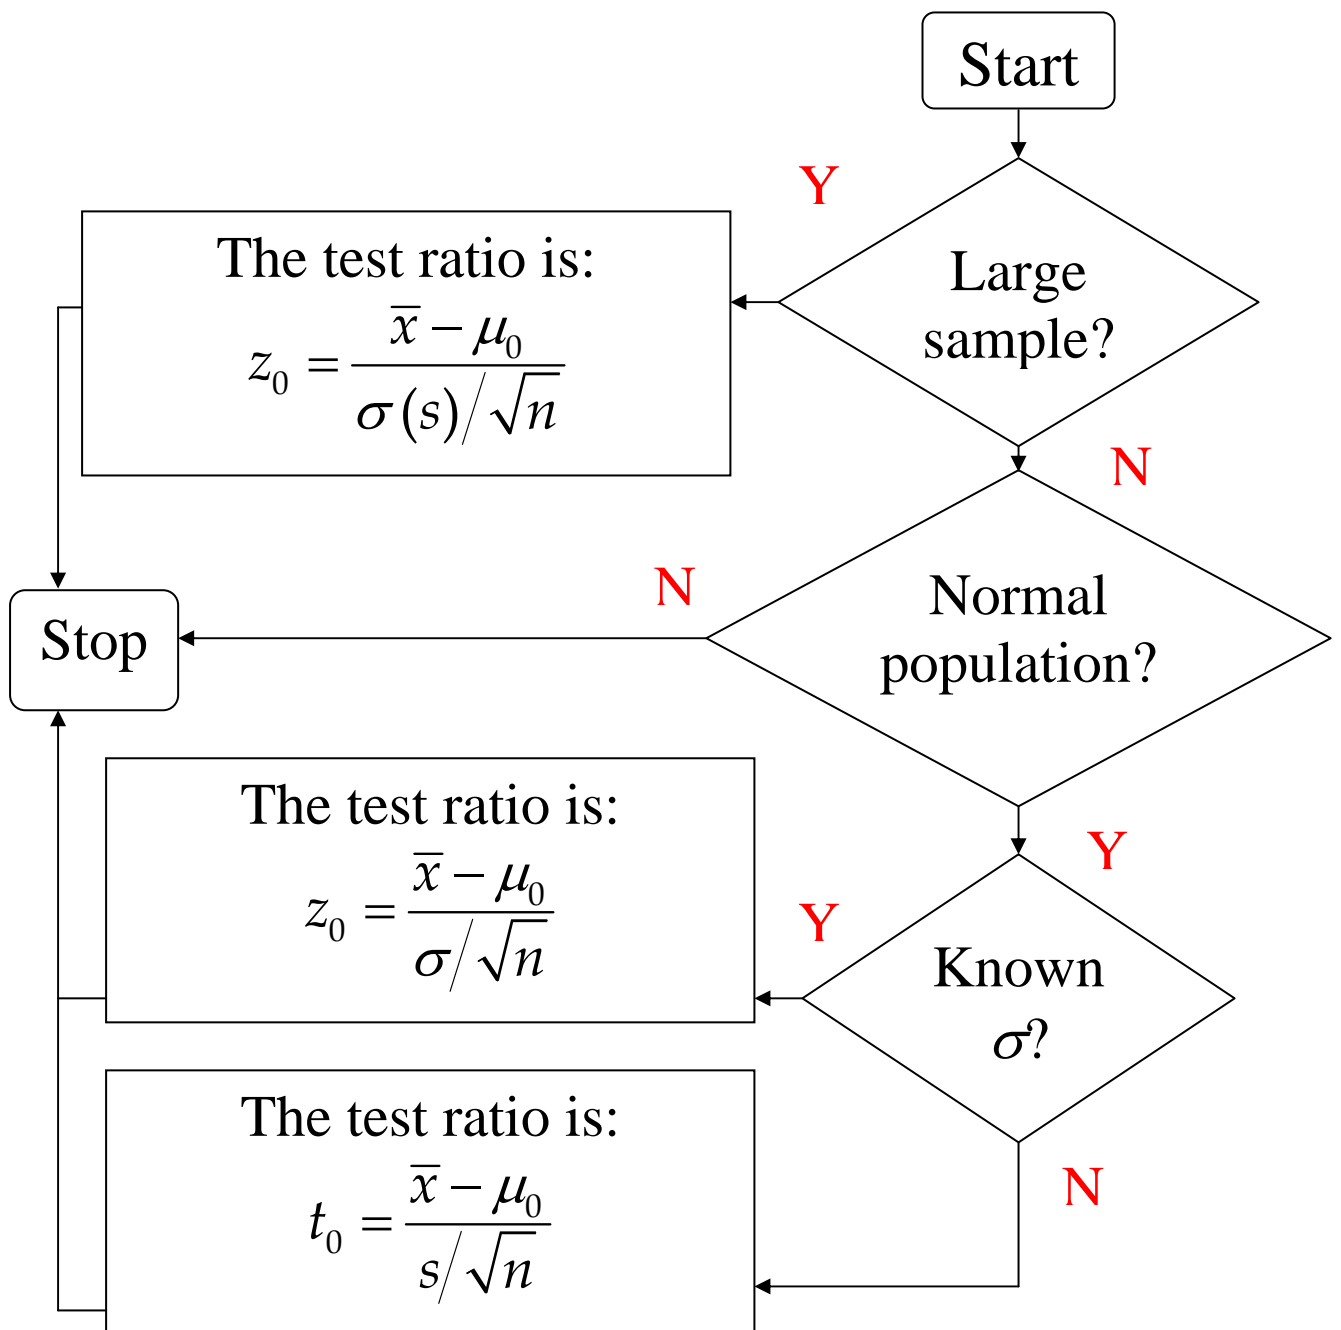 Start
Y
Large
sample?
The test ratio is:
z₀ = (x̄ − μ₀) / (σ(s)/√n)
N
Normal
population?
N
Stop
Y
Known
σ?
Y
The test ratio is:
z₀ = (x̄ − μ₀) / (σ/√n)
N
The test ratio is:
t₀ = (x̄ − μ₀) / (s/√n)